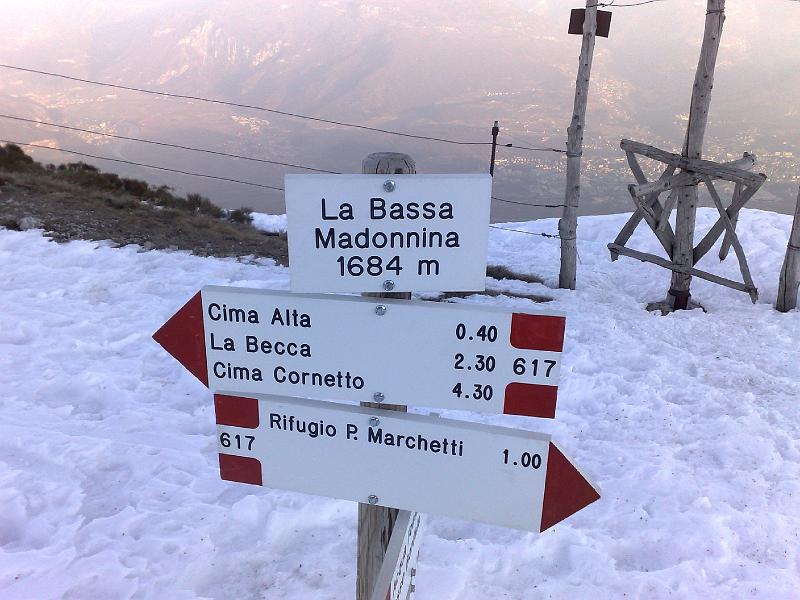 La Bassa
Madonnina
1684 m
Cima Alta 0.40
La Becca 2.30 617
Cima Cornetto 4.30
617 Rifugio P. Marchetti 1.00